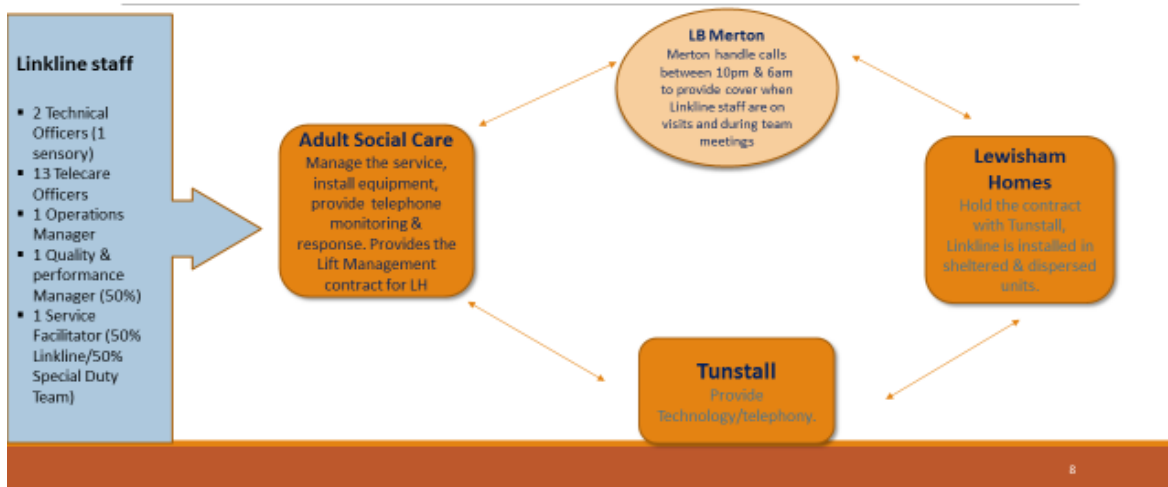 Linkline staff
▪ 2 Technical
Officers (1
sensory)
▪ 13 Telecare
Officers
▪ 1 Operations
Manager
▪ 1 Quality &
performance
Manager (50%)
▪ 1 Service
Facilitator (50%
Linkline/50%
Special Duty
Team)
Adult Social Care
Manage the service,
install equipment,
provide telephone
monitoring &
response. Provides the
Lift Management
contract for LH
LB Merton
Merton handle calls
between 10pm & 6am
to provide cover when
Linkline staff are on
visits and during team
meetings
Lewisham
Homes
Hold the contract
with Tunstall,
Linkline is installed in
sheltered & dispersed
units.
Tunstall
Provide
Technology/telephony.
8